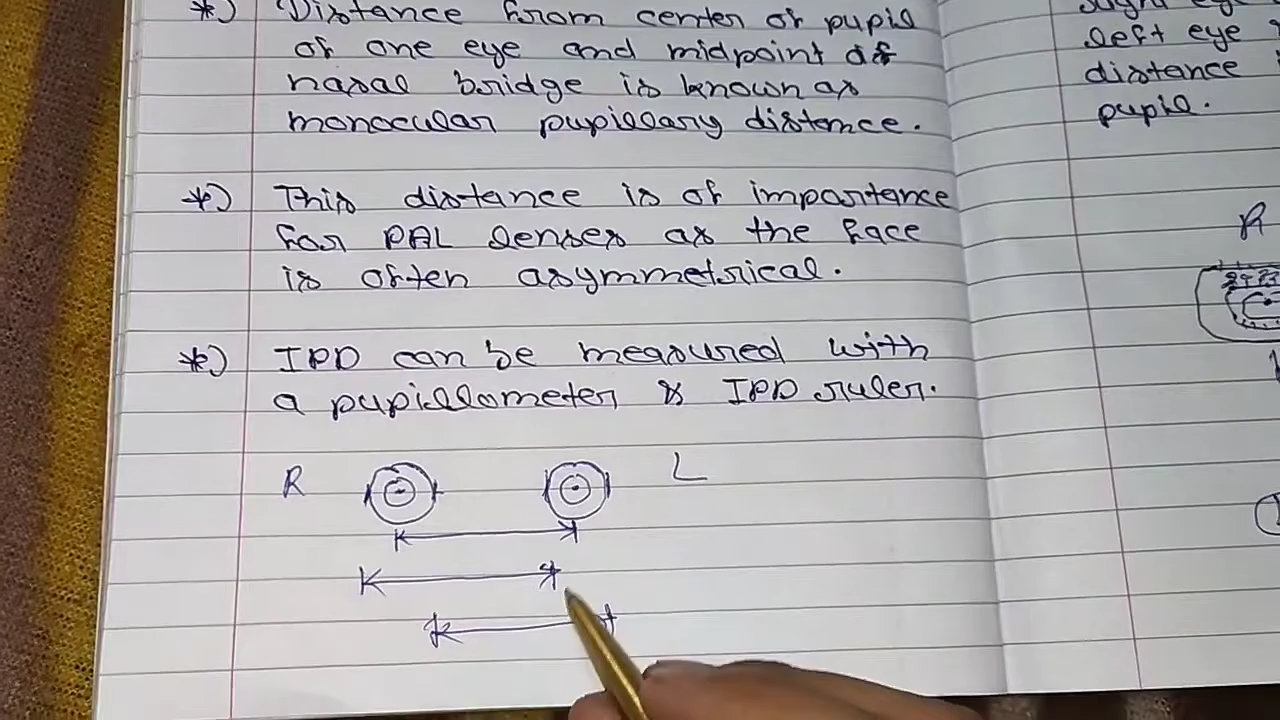 *) Distance from center of pupil
of one eye and midpoint of
nasal bridge is known as
monocular pupillary distance.
*) This distance is of importance
for PAL lenses as the face
is often asymmetrical.
*) IPD can be measured with
a pupillometer & IPD ruler.
R L
left eye
distance
pupil.
R